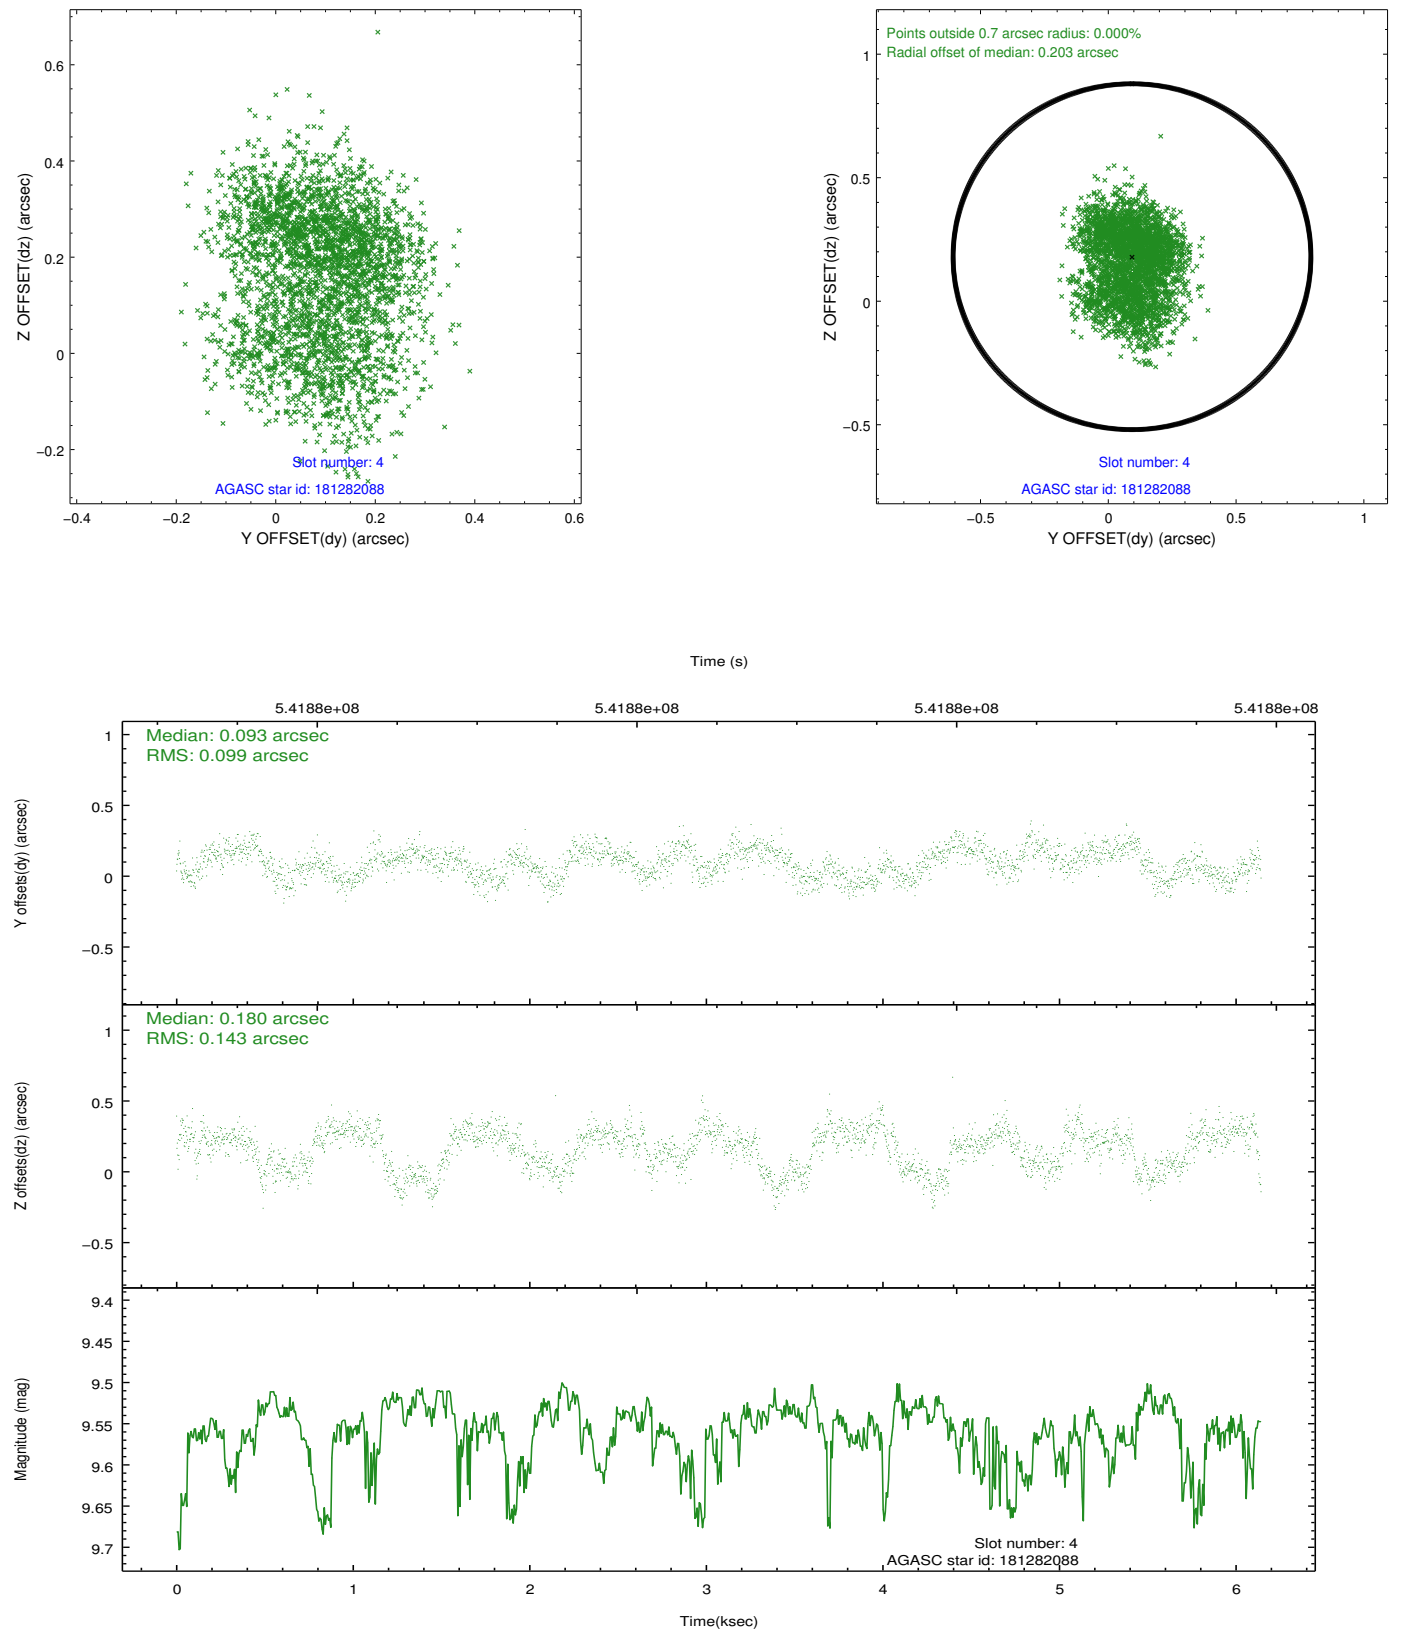 0.6
0.4
0.2
0
−0.2
Z OFFSET(dz) (arcsec)
Slot number: 4
AGASC star id: 181282088
−0.4 −0.2 0 0.2 0.4 0.6
Y OFFSET(dy) (arcsec)
Points outside 0.7 arcsec radius: 0.000%
Radial offset of median: 0.203 arcsec
1
0.5
0
−0.5
Z OFFSET(dz) (arcsec)
Slot number: 4
AGASC star id: 181282088
−0.5 0 0.5 1
Y OFFSET(dy) (arcsec)
Time (s)
5.4188e+08 5.4188e+08 5.4188e+08 5.4188e+08
Median: 0.093 arcsec
RMS: 0.099 arcsec
1
0.5
0
−0.5
Y offsets(dy) (arcsec)
Median: 0.180 arcsec
RMS: 0.143 arcsec
1
0.5
0
−0.5
Z offsets(dz) (arcsec)
9.4
9.45
9.5
9.55
9.6
9.65
9.7
Magnitude (mag)
Slot number: 4
AGASC star id: 181282088
0 1 2 3 4 5 6
Time(ksec)